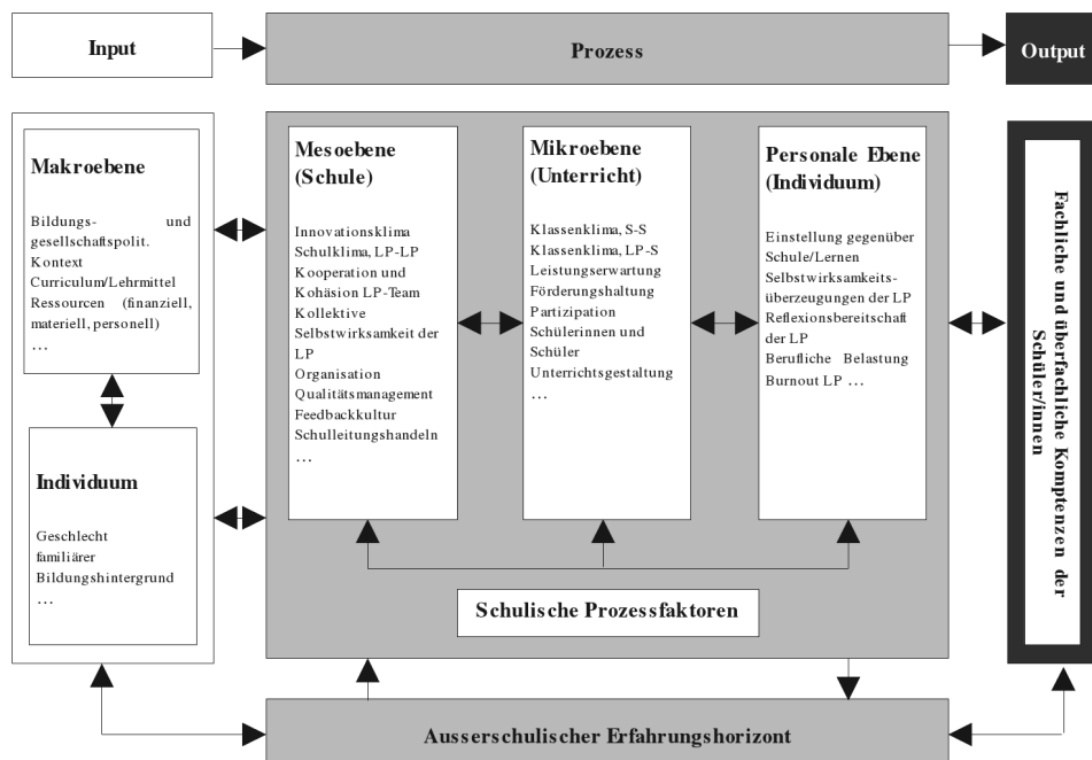 Input
Prozess
Output
Makroebene
Bildungs- und
gesellschaftspolit.
Kontext
Curriculum/Lehrmittel
Ressourcen (finanziell,
materiell, personell)
…
Individuum
Geschlecht
familiärer
Bildungshintergrund
…
Mesoebene
(Schule)
Innovationsklima
Schulklima, LP-LP
Kooperation und
Kohäsion LP-Team
Kollektive
Selbstwirksamkeit der
LP
Organisation
Qualitätsmanagement
Feedbackkultur
Schulleitungshandeln
…
Mikroebene
(Unterricht)
Klassenklima, S-S
Klassenklima, LP-S
Leistungserwartung
Förderungshaltung
Partizipation
Schülerinnen und
Schüler
Unterrichtsgestaltung
…
Personale Ebene
(Individuum)
Einstellung gegenüber
Schule/Lernen
Selbstwirksamkeits-
überzeugungen der LP
Reflexionsbereitschaft
der LP
Berufliche Belastung
Burnout LP …
Schulische Prozessfaktoren
Fachliche und überfachliche Komptenzen der
Schüler/innen
Ausserschulischer Erfahrungshorizont